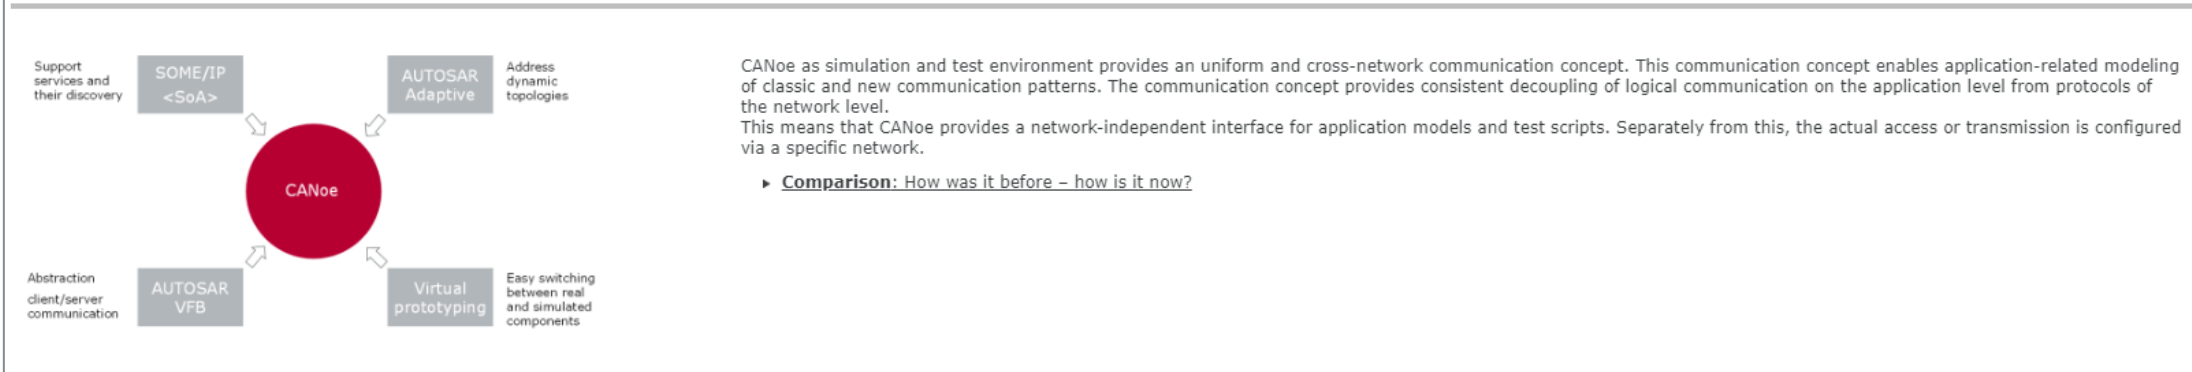 Support
services and
their discovery
SOME/IP
<SoA>
AUTOSAR
Adaptive
Address
dynamic
topologies
CANoe
Abstraction
client/server
communication
AUTOSAR
VFB
Virtual
prototyping
Easy switching
between real
and simulated
components
CANoe as simulation and test environment provides an uniform and cross-network communication concept. This communication concept enables application-related modeling
of classic and new communication patterns. The communication concept provides consistent decoupling of logical communication on the application level from protocols of
the network level.
This means that CANoe provides a network-independent interface for application models and test scripts. Separately from this, the actual access or transmission is configured
via a specific network.
Comparison: How was it before – how is it now?